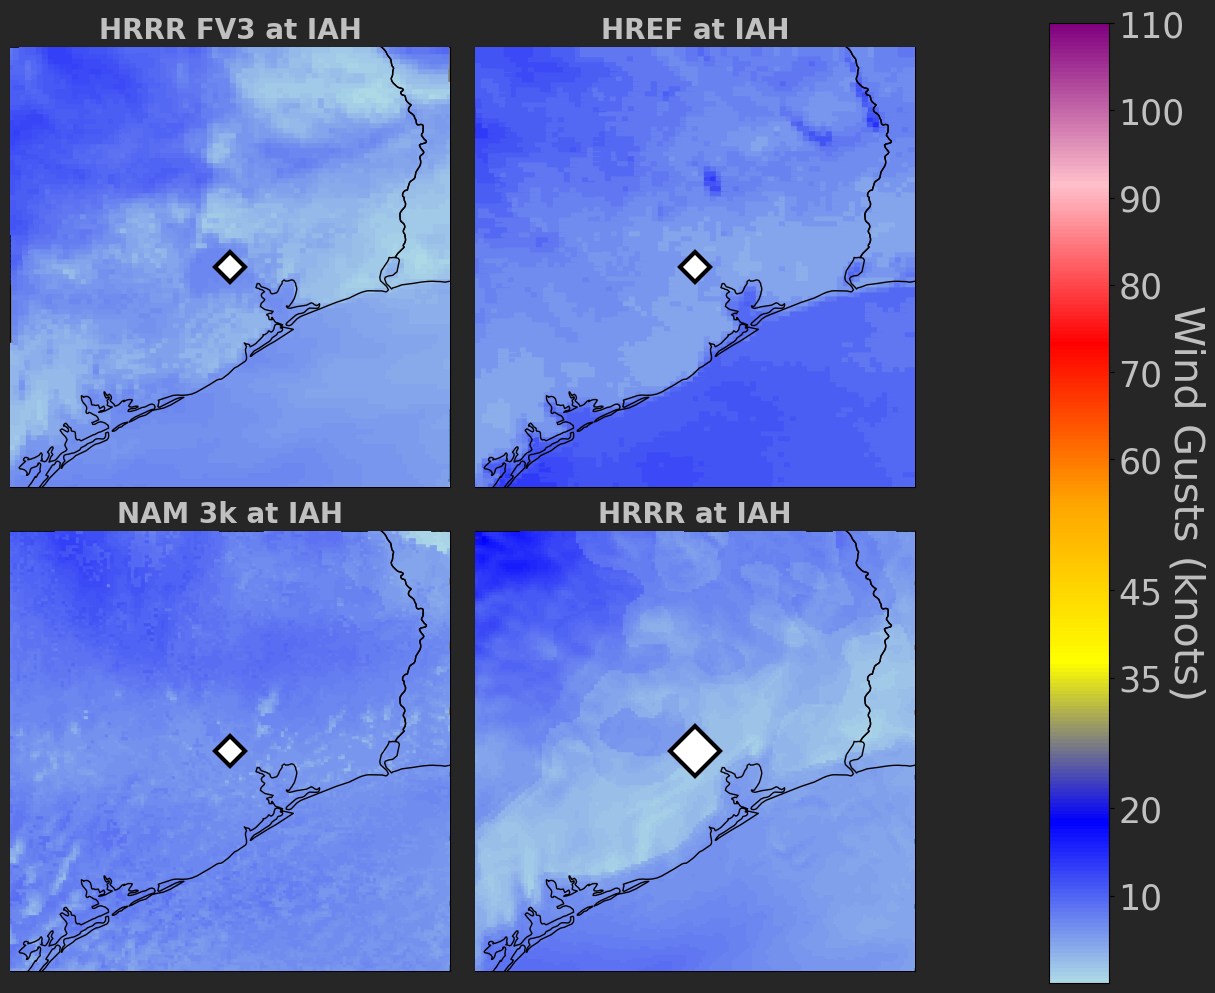 HRRR FV3 at IAH
HREF at IAH
NAM 3k at IAH
HRRR at IAH
110
100
90
80
70
60
45
35
20
10
Wind Gusts (knots)